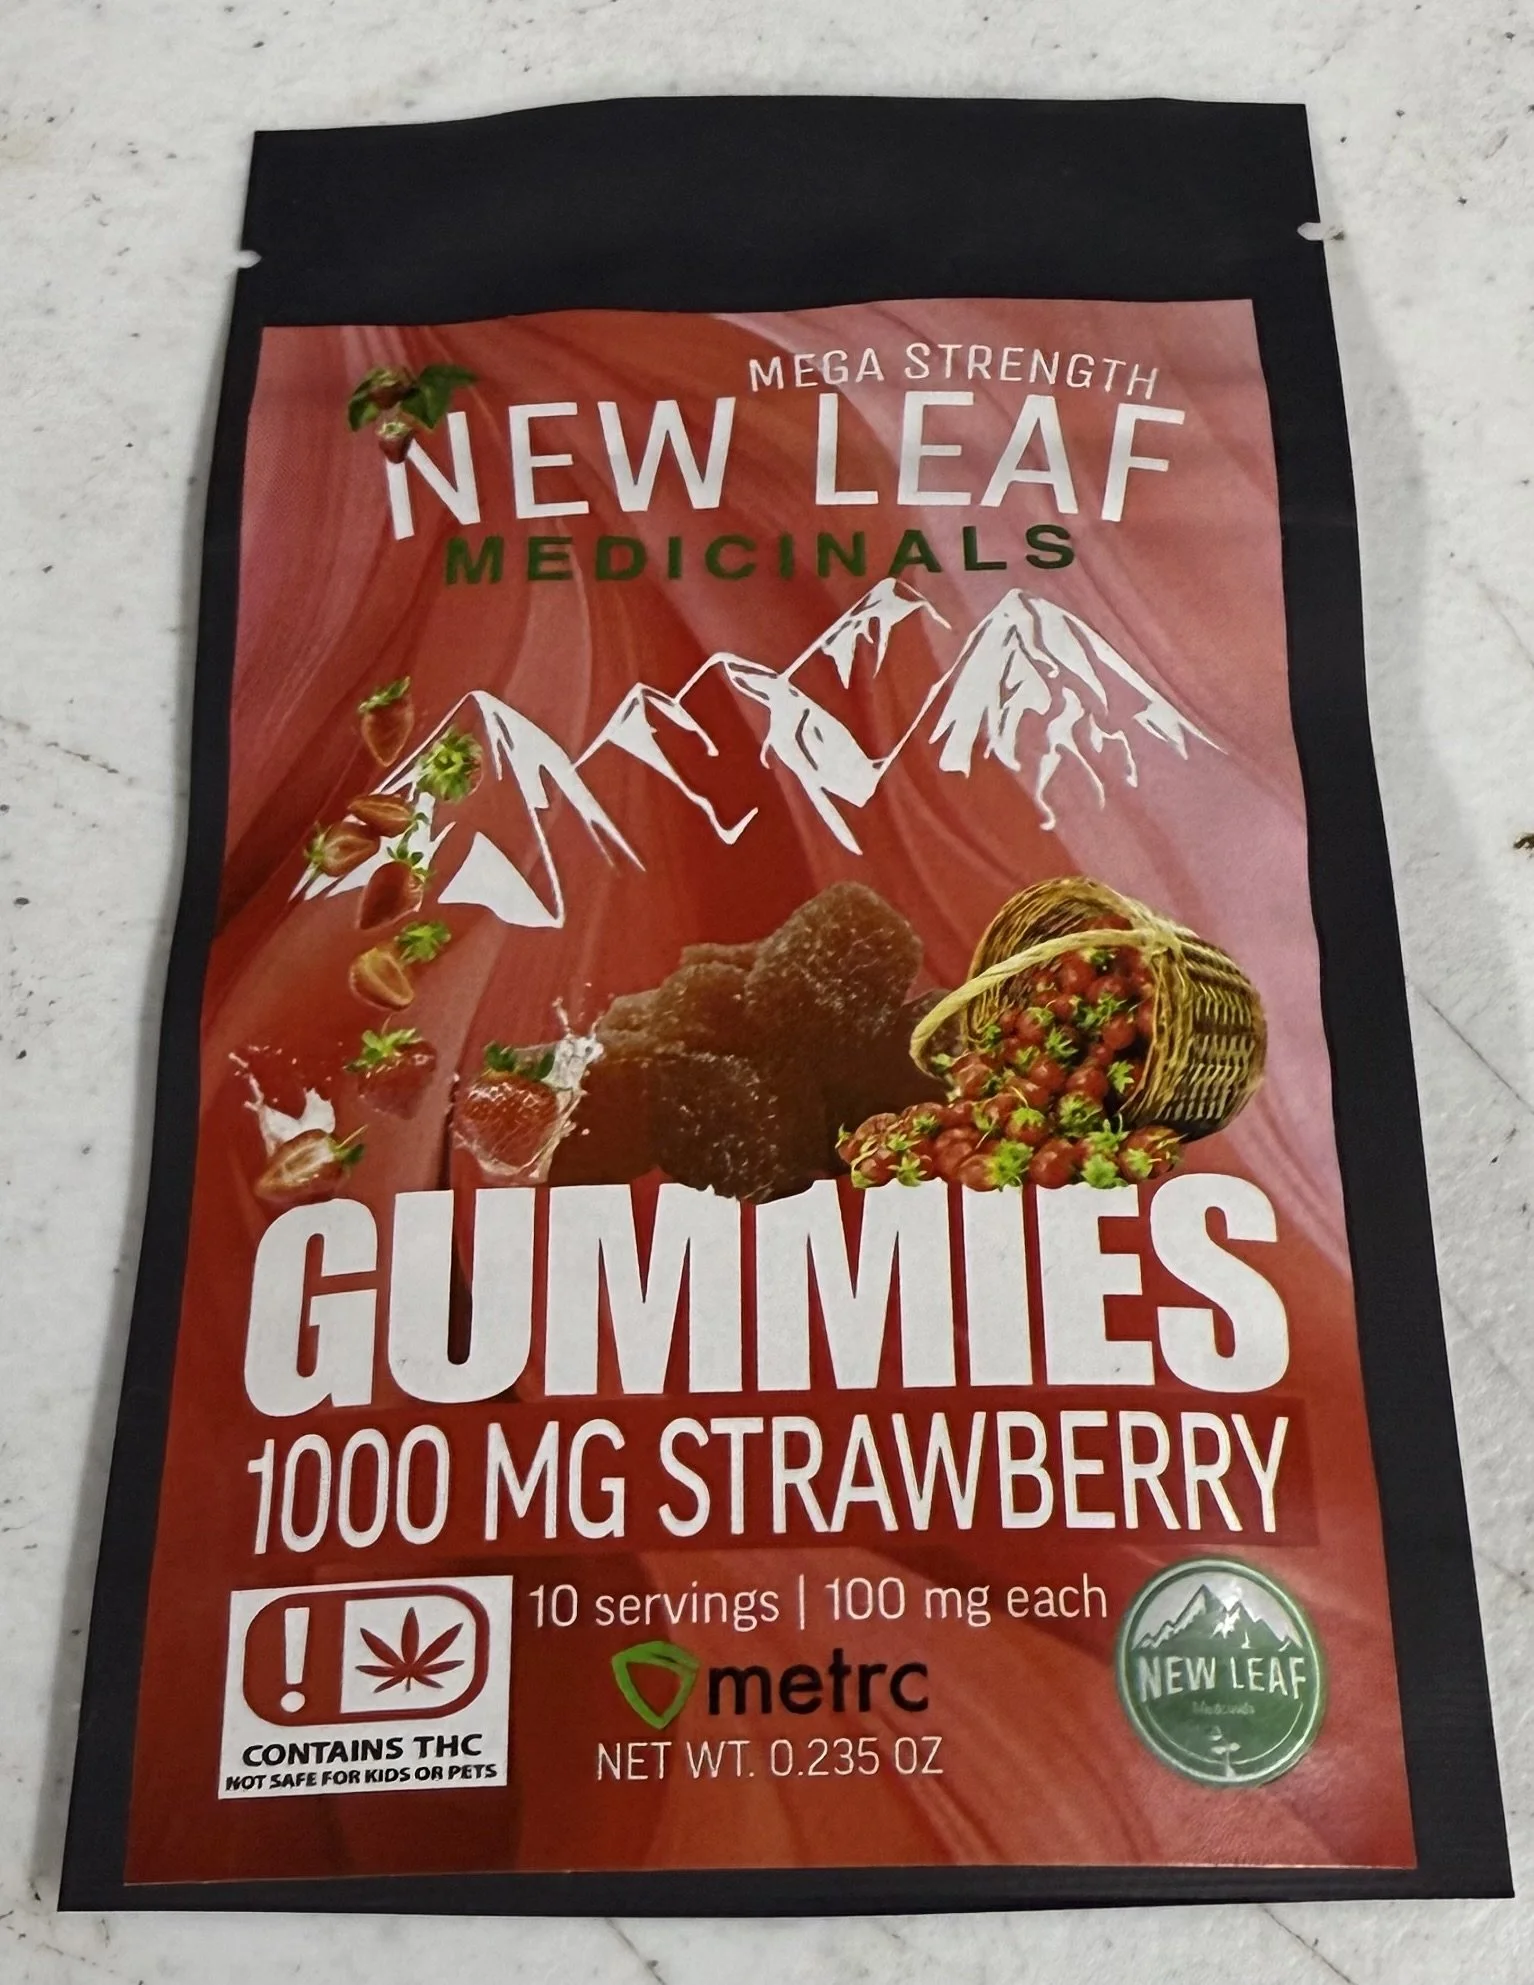 MEGA STRENGTH
NEW LEAF
MEDICINALS
GUMMIES
1000 MG STRAWBERRY
10 servings | 100 mg each
metrc
NET WT. 0.235 OZ
CONTAINS THC
NOT SAFE FOR KIDS OR PETS
NEW LEAF